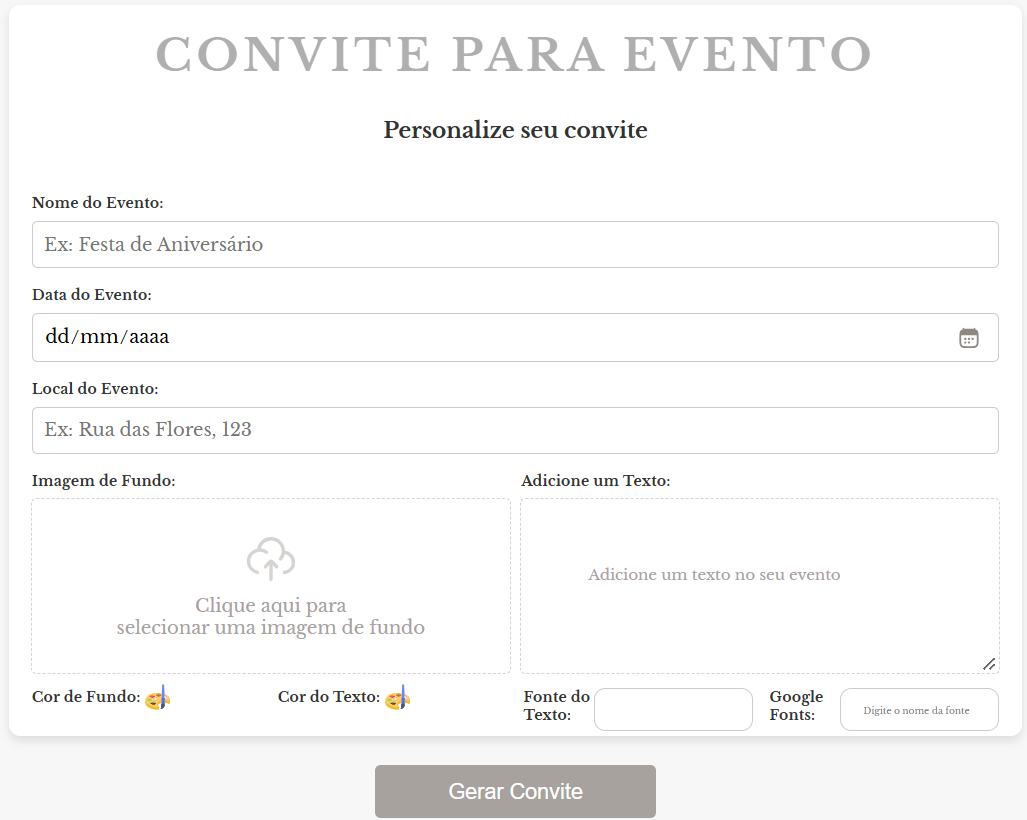 CONVITE PARA EVENTO
Personalize seu convite
Nome do Evento:
Ex: Festa de Aniversário
Data do Evento:
dd/mm/aaaa
Local do Evento:
Ex: Rua das Flores, 123
Imagem de Fundo:
Clique aqui para
selecionar uma imagem de fundo
Adicione um Texto:
Adicione um texto no seu evento
Cor de Fundo:
Cor do Texto:
Fonte do
Texto:
Google
Fonts:
Digite o nome da fonte
Gerar Convite